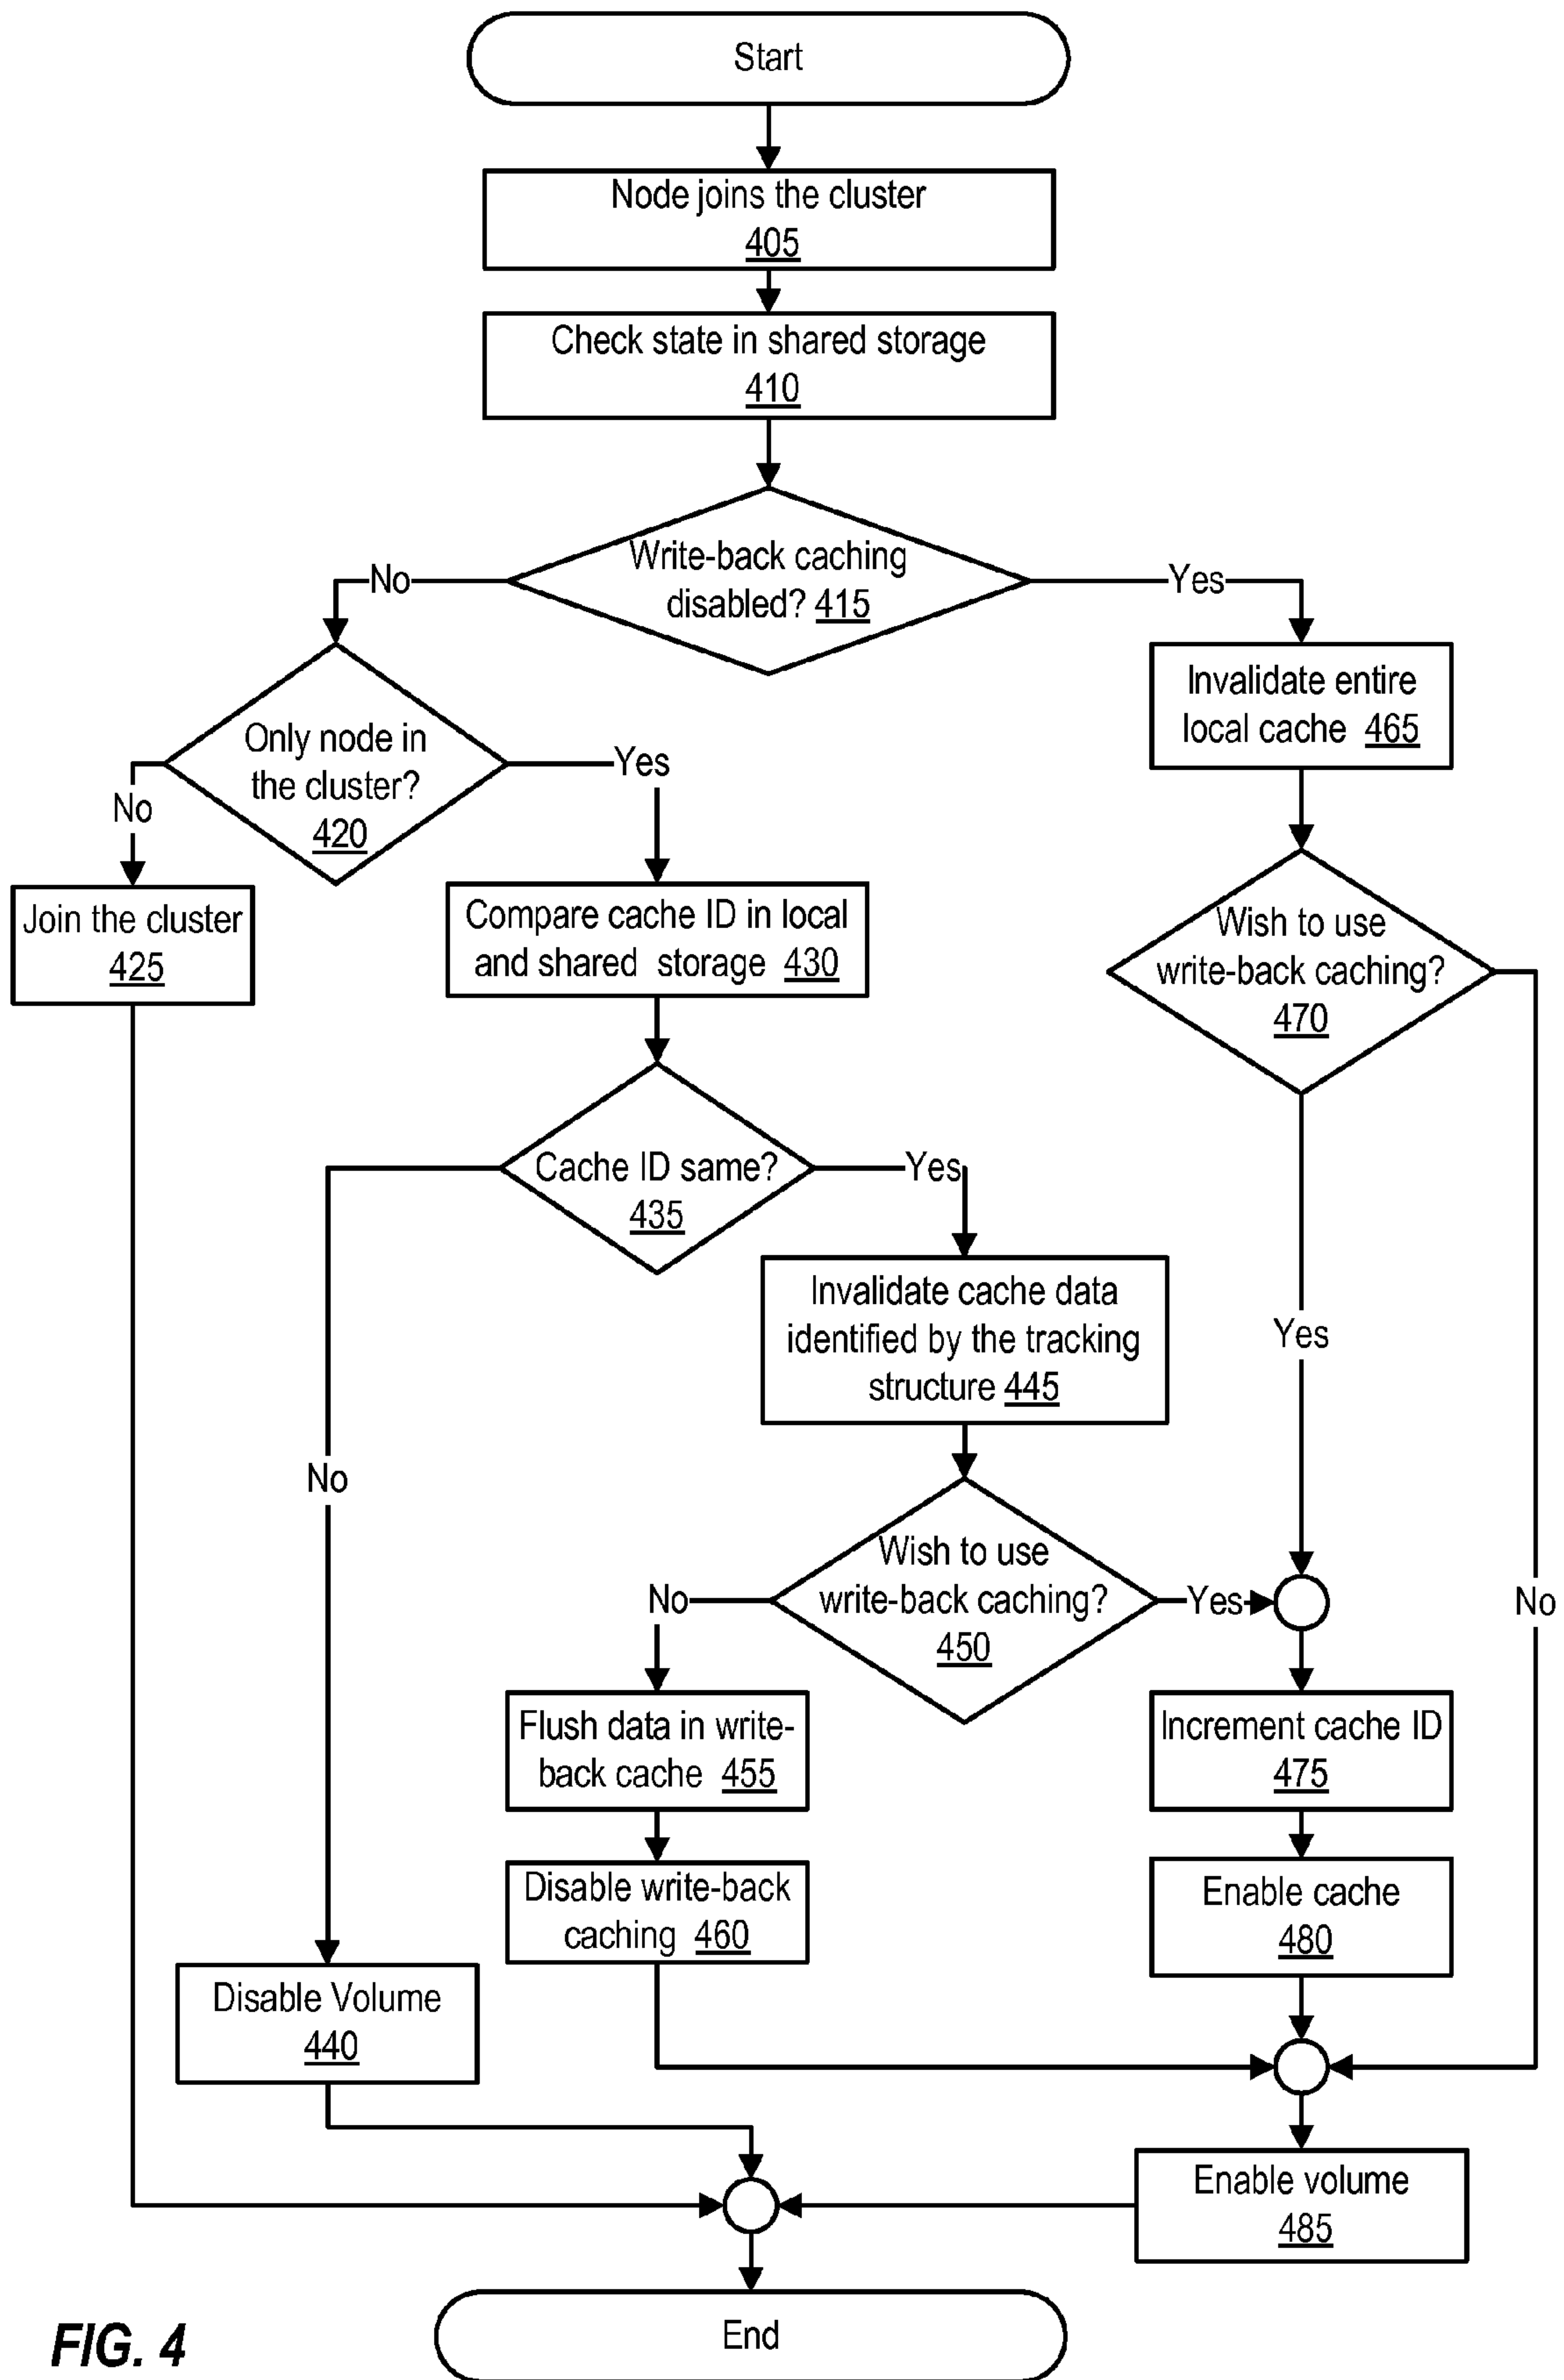 Start
Node joins the cluster
405
Check state in shared storage
410
Write-back caching
disabled? 415
No
Yes
Invalidate entire
local cache 465
Only node in
the cluster?
420
Yes
No
Join the cluster
425
Compare cache ID in local
and shared storage 430
Wish to use
write-back caching?
470
Cache ID same?
435
Yes
No
Invalidate cache data
identified by the tracking
structure 445
Yes
No
Wish to use
write-back caching?
450
No
Yes
Flush data in write-
back cache 455
Increment cache ID
475
Disable write-back
caching 460
Enable cache
480
Disable Volume
440
Enable volume
485
End
FIG. 4